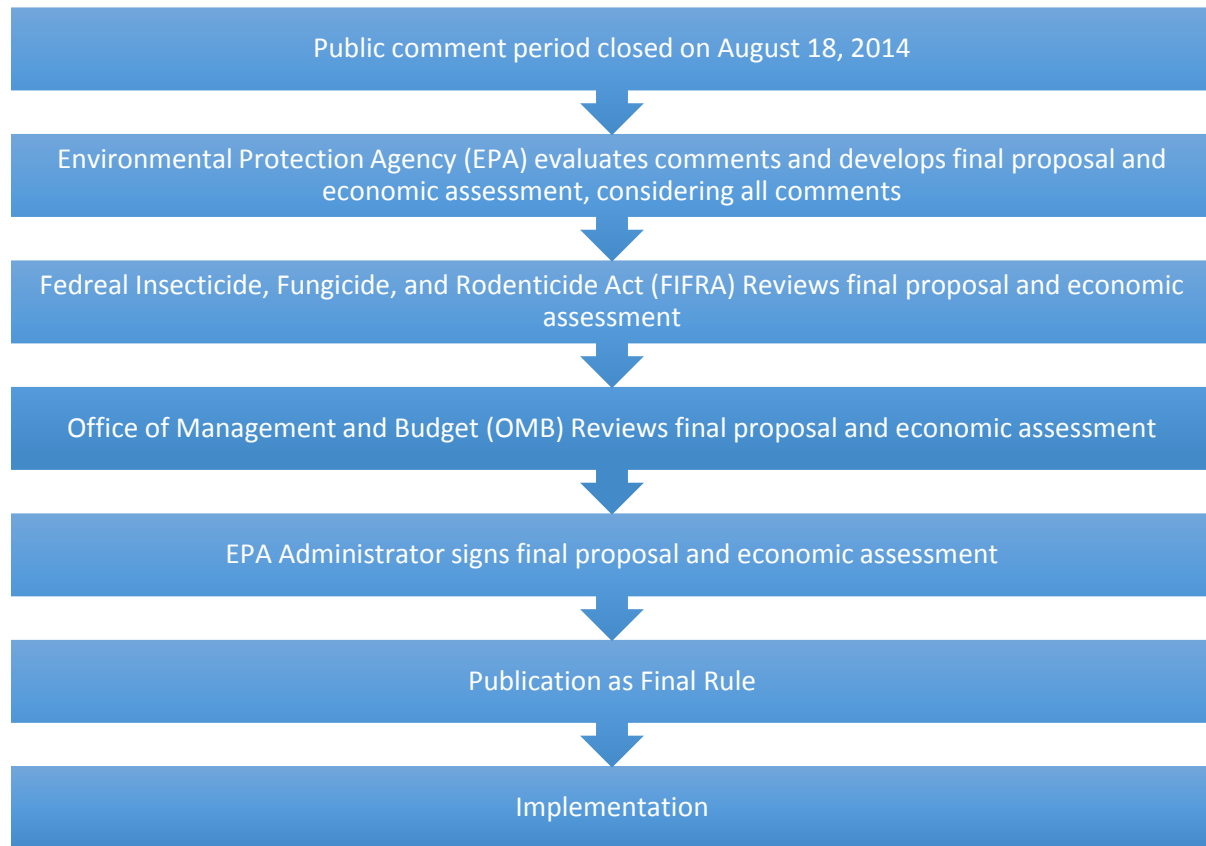 Public comment period closed on August 18, 2014
Environmental Protection Agency (EPA) evaluates comments and develops final proposal and
economic assessment, considering all comments
Fedreal Insecticide, Fungicide, and Rodenticide Act (FIFRA) Reviews final proposal and economic
assessment
Office of Management and Budget (OMB) Reviews final proposal and economic assessment
EPA Administrator signs final proposal and economic assessment
Publication as Final Rule
Implementation